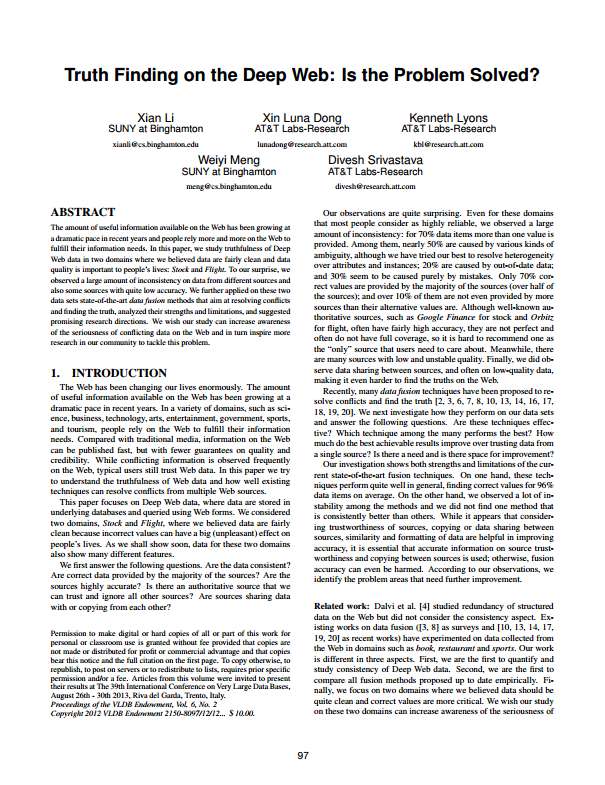 Truth Finding on the Deep Web: Is the Problem Solved?
Xian Li
SUNY at Binghamton
xianli@cs.binghamton.edu
Xin Luna Dong
AT&T Labs-Research
lunadong@research.att.com
Kenneth Lyons
AT&T Labs-Research
kbl@research.att.com
Weiyi Meng
SUNY at Binghamton
meng@cs.binghamton.edu
Divesh Srivastava
AT&T Labs-Research
divesh@research.att.com
ABSTRACT
The amount of useful information available on the Web has been growing at
a dramatic pace in recent years and people rely more and more on the Web to
fulfill their information needs. In this paper, we study truthfulness of Deep
Web data in two domains where we believed data are fairly clean and data
quality is important to people's lives: Stock and Flight. To our surprise, we
observed a large amount of inconsistency on data from different sources and
also some sources with quite low accuracy. We further applied on these two
data sets state-of-the-art data fusion methods that aim at resolving conflicts
and finding the truth, analyzed their strengths and limitations, and suggested
promising research directions. We wish our study can increase awareness
of the seriousness of conflicting data on the Web and in turn inspire more
research in our community to tackle this problem.
1. INTRODUCTION
The Web has been changing our lives enormously. The amount
of useful information available on the Web has been growing at a
dramatic pace in recent years. In a variety of domains, such as sci-
ence, business, technology, arts, entertainment, government, sports,
and tourism, people rely on the Web to fulfill their information
needs. Compared with traditional media, information on the Web
can be published fast, but with fewer guarantees on quality and
credibility. While conflicting information is observed frequently
on the Web, typical users still trust Web data. In this paper we try
to understand the truthfulness of Web data and how well existing
techniques can resolve conflicts from multiple Web sources.
This paper focuses on Deep Web data, where data are stored in
underlying databases and queried using Web forms. We considered
two domains, Stock and Flight, where we believed data are fairly
clean because incorrect values can have a big (unpleasant) effect on
people's lives. As we shall show soon, data for these two domains
also show many different features.
We first answer the following questions. Are the data consistent?
Are correct data provided by the majority of the sources? Are the
sources highly accurate? Is there an authoritative source that we
can trust and ignore all other sources? Are sources sharing data
with or copying from each other?
Permission to make digital or hard copies of all or part of this work for
personal or classroom use is granted without fee provided that copies are
not made or distributed for profit or commercial advantage and that copies
bear this notice and the full citation on the first page. To copy otherwise, to
republish, to post on servers or to redistribute to lists, requires prior specific
permission and/or a fee. Articles from this volume were invited to present
their results at The 39th International Conference on Very Large Data Bases,
August 26th - 30th 2013, Riva del Garda, Trento, Italy.
Proceedings of the VLDB Endowment, Vol. 6, No. 2
Copyright 2012 VLDB Endowment 2150-8097/12/12... $ 10.00.
Our observations are quite surprising. Even for these domains
that most people consider as highly reliable, we observed a large
amount of inconsistency: for 70% data items more than one value is
provided. Among them, nearly 50% are caused by various kinds of
ambiguity, although we have tried our best to resolve heterogeneity
over attributes and instances; 20% are caused by out-of-date data;
and 30% seem to be caused purely by mistakes. Only 70% cor-
rect values are provided by the majority of the sources (over half of
the sources); and over 10% of them are not even provided by more
sources than their alternative values are. Although well-known au-
thoritative sources, such as Google Finance for stock and Orbitz
for flight, often have fairly high accuracy, they are not perfect and
often do not have full coverage, so it is hard to recommend one as
the "only" source that users need to care about. Meanwhile, there
are many sources with low and unstable quality. Finally, we did ob-
serve data sharing between sources, and often on low-quality data,
making it even harder to find the truths on the Web.
Recently, many data fusion techniques have been proposed to re-
solve conflicts and find the truth [2, 3, 6, 7, 8, 10, 13, 14, 16, 17,
18, 19, 20]. We next investigate how they perform on our data sets
and answer the following questions. Are these techniques effec-
tive? Which technique among the many performs the best? How
much do the best achievable results improve over trusting data from
a single source? Is there a need and is there space for improvement?
Our investigation shows both strengths and limitations of the cur-
rent state-of-the-art fusion techniques. On one hand, these tech-
niques perform quite well in general, finding correct values for 96%
data items on average. On the other hand, we observed a lot of in-
stability among the methods and we did not find one method that
is consistently better than others. While it appears that consider-
ing trustworthiness of sources, copying or data sharing between
sources, similarity and formatting of data are helpful in improving
accuracy, it is essential that accurate information on source trust-
worthiness and copying between sources is used; otherwise, fusion
accuracy can even be harmed. According to our observations, we
identify the problem areas that need further improvement.
Related work: Dalvi et al. [4] studied redundancy of structured
data on the Web but did not consider the consistency aspect. Ex-
isting works on data fusion ([3, 8] as surveys and [10, 13, 14, 17,
19, 20] as recent works) have experimented on data collected from
the Web in domains such as book, restaurant and sports. Our work
is different in three aspects. First, we are the first to quantify and
study consistency of Deep Web data. Second, we are the first to
compare all fusion methods proposed up to date empirically. Fi-
nally, we focus on two domains where we believed data should be
quite clean and correct values are more critical. We wish our study
on these two domains can increase awareness of the seriousness of
97